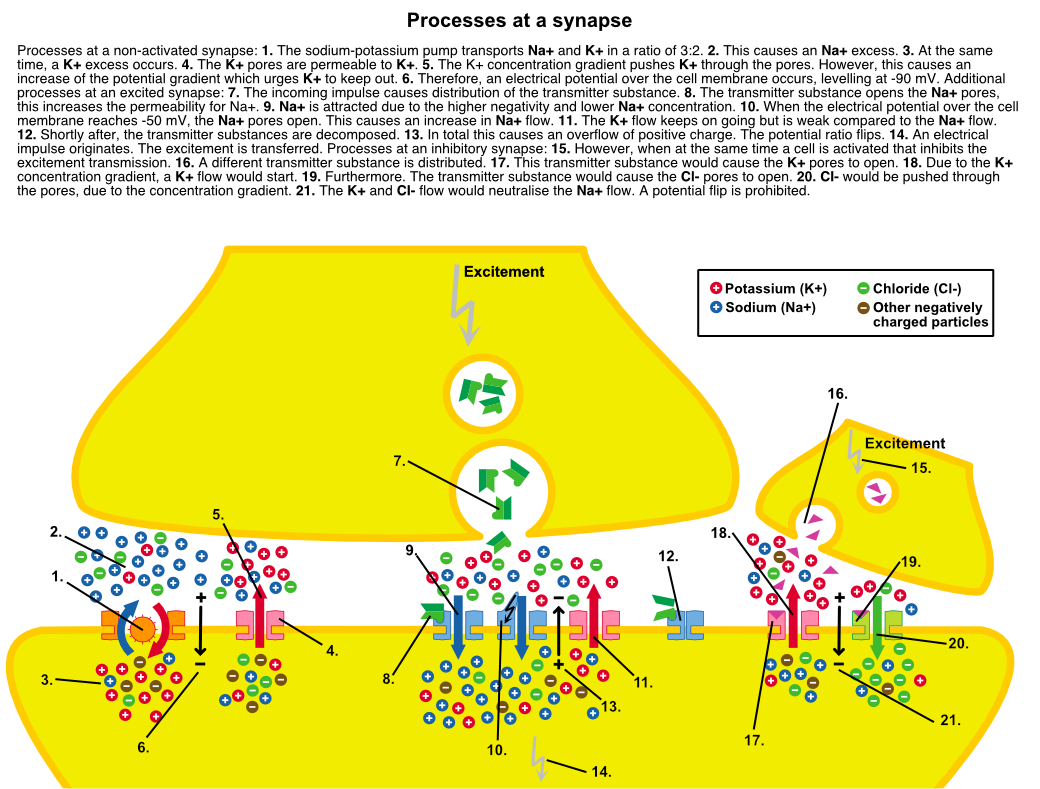 Processes at a synapse
Processes at a non-activated synapse: 1. The sodium-potassium pump transports Na+ and K+ in a ratio of 3:2. 2. This causes an Na+ excess. 3. At the same
time, a K+ excess occurs. 4. The K+ pores are permeable to K+. 5. The K+ concentration gradient pushes K+ through the pores. However, this causes an
increase of the potential gradient which urges K+ to keep out. 6. Therefore, an electrical potential over the cell membrane occurs, levelling at -90 mV. Additional
processes at an excited synapse: 7. The incoming impulse causes distribution of the transmitter substance. 8. The transmitter substance opens the Na+ pores,
this increases the permeability for Na+. 9. Na+ is attracted due to the higher negativity and lower Na+ concentration. 10. When the electrical potential over the cell
membrane reaches -50 mV, the Na+ pores open. This causes an increase in Na+ flow. 11. The K+ flow keeps on going but is weak compared to the Na+ flow.
12. Shortly after, the transmitter substances are decomposed. 13. In total this causes an overflow of positive charge. The potential ratio flips. 14. An electrical
impulse originates. The excitement is transferred. Processes at an inhibitory synapse: 15. However, when at the same time a cell is activated that inhibits the
excitement transmission. 16. A different transmitter substance is distributed. 17. This transmitter substance would cause the K+ pores to open. 18. Due to the K+
concentration gradient, a K+ flow would start. 19. Furthermore. The transmitter substance would cause the Cl- pores to open. 20. Cl- would be pushed through
the pores, due to the concentration gradient. 21. The K+ and Cl- flow would neutralise the Na+ flow. A potential flip is prohibited.
Excitement
Potassium (K+)
Chloride (Cl-)
Sodium (Na+)
Other negatively
charged particles
16.
Excitement
15.
7.
5.
2.
18.
9.
12.
19.
1.
+
−
+
4.
20.
3.
−
8.
+
11.
−
13.
21.
6.
10.
17.
14.